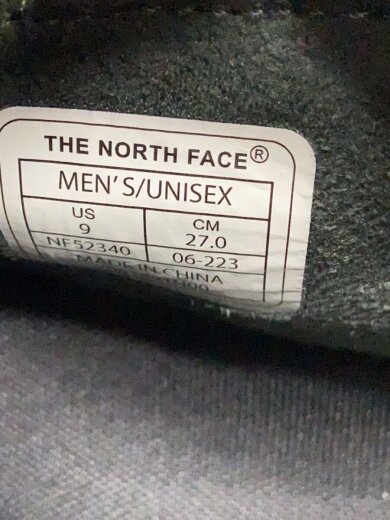 THE NORTH FACE®
MEN'S/UNISEX
US CM
9 27.0
NF52340 06-223
MADE IN CHINA